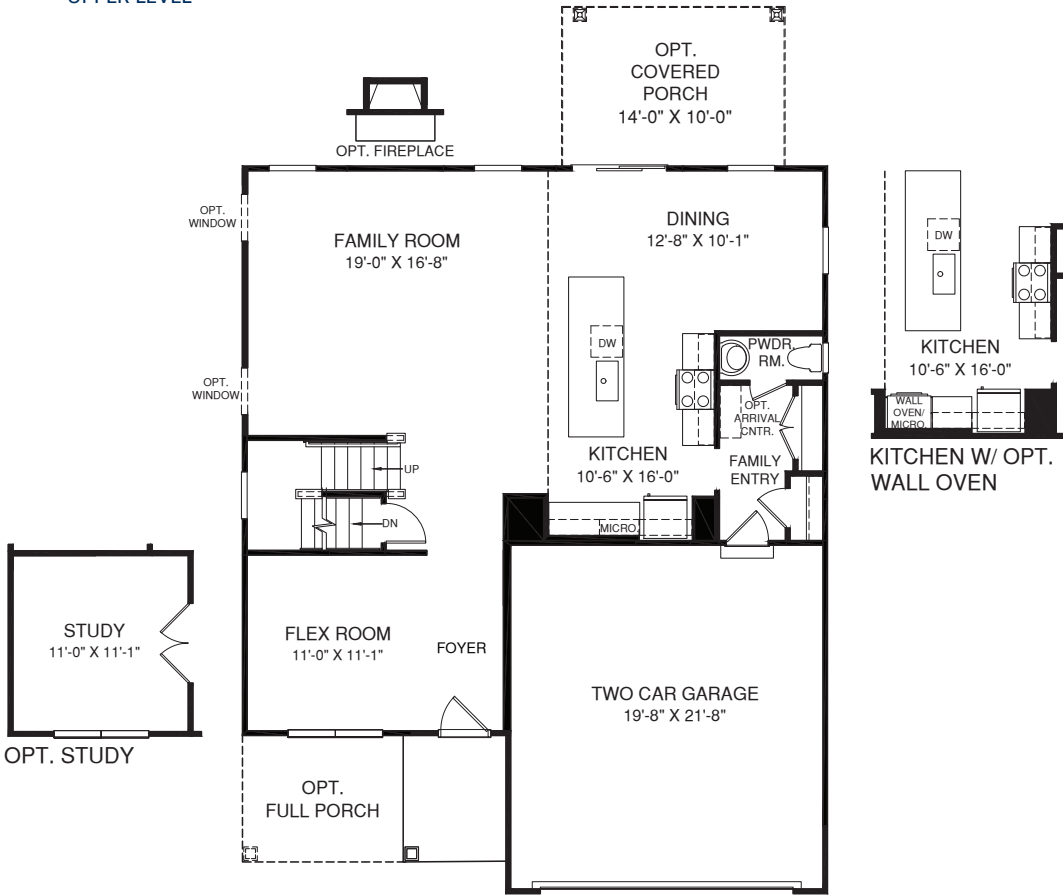 UPPER LEVEL
OPT.
COVERED
PORCH
14'-0" X 10'-0"
OPT. FIREPLACE
OPT.
WINDOW
FAMILY ROOM
19'-0" X 16'-8"
DINING
12'-8" X 10'-1"
DW
PWDR.
RM.
OPT.
WINDOW
OPT.
ARRIVAL
CNTR.
FAMILY
ENTRY
KITCHEN
10'-6" X 16'-0"
UP
DN
MICRO.
DW
KITCHEN
10'-6" X 16'-0"
WALL
OVEN/
MICRO.
KITCHEN W/ OPT.
WALL OVEN
STUDY
11'-0" X 11'-1"
OPT. STUDY
FLEX ROOM
11'-0" X 11'-1"
FOYER
TWO CAR GARAGE
19'-8" X 21'-8"
OPT.
FULL PORCH